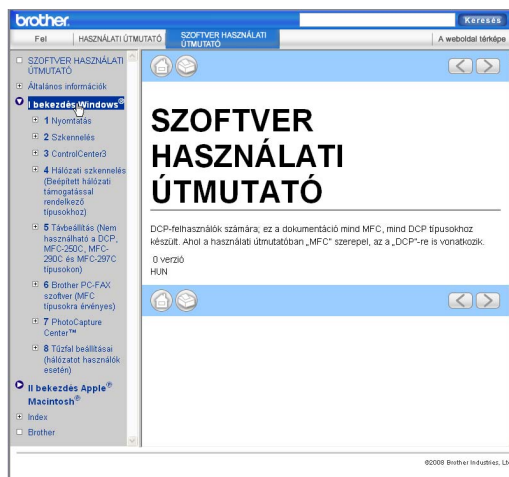 brother.
Keresés
Fel
HASZNÁLATI ÚTMUTATÓ
SZOFTVER HASZNÁLATI
ÚTMUTATÓ
A weboldal térképe
SZOFTVER HASZNÁLATI
ÚTMUTATÓ
Általános információk
I bekezdés Windows®
1 Nyomtatás
2 Szkennelés
3 ControlCenter3
4 Hálózati szkennelés
(Beépített hálózati
támogatással
rendelkező
típusokhoz)
5 Távbeállítás (Nem
használható a DCP,
MFC-250C, MFC-
290C és MFC-297C
típusokon)
6 Brother PC-FAX
szoftver (MFC
típusokra érvényes)
7 PhotoCapture
Center™
8 Tűzfal beállításai
(hálózatot használók
esetén)
II bekezdés Apple®
Macintosh®
Index
Brother
SZOFTVER
HASZNÁLATI
ÚTMUTATÓ
DCP-felhasználók számára; ez a dokumentáció mind MFC, mind DCP típusokhoz
készült. Ahol a használati útmutatóban „MFC” szerepel, az a „DCP”-re is vonatkozik.
0 verzió
HUN
©2008 Brother Industries, Lt